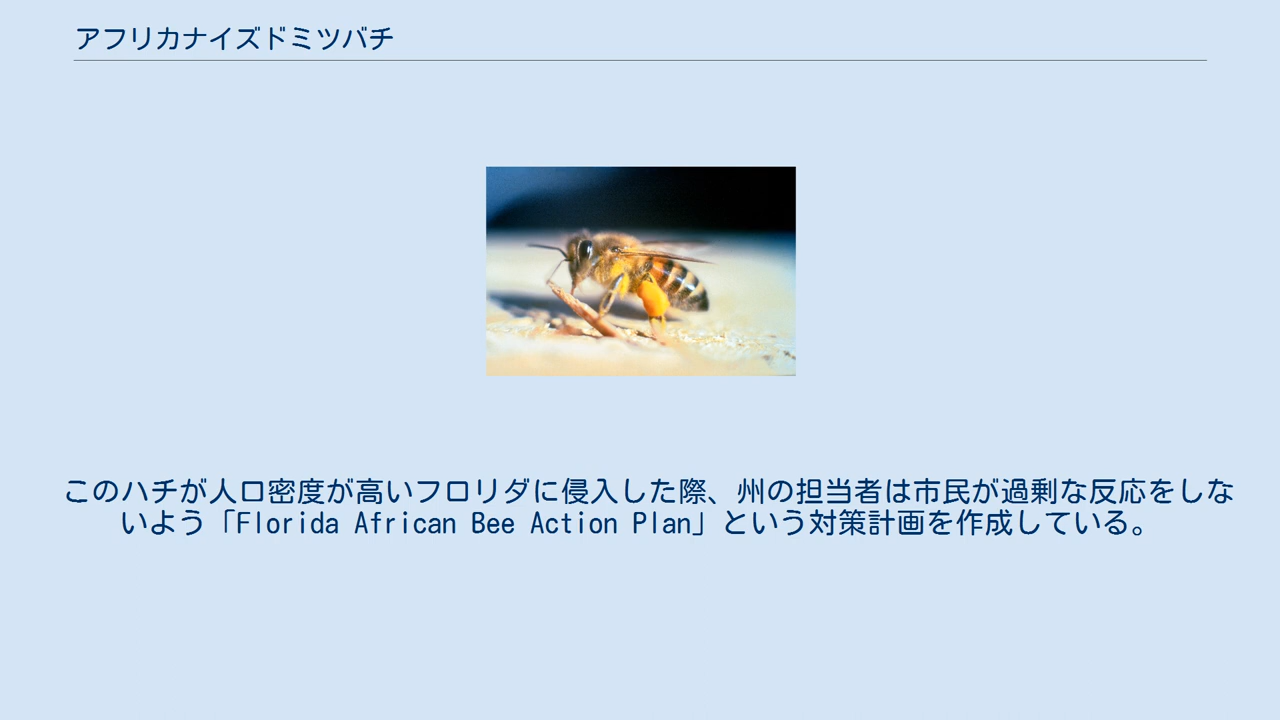 アフリカナイズドミツバチ
このハチが人口密度が高いフロリダに侵入した際、州の担当者は市民が過剰な反応をしな
いよう「Florida African Bee Action Plan」という対策計画を作成している。